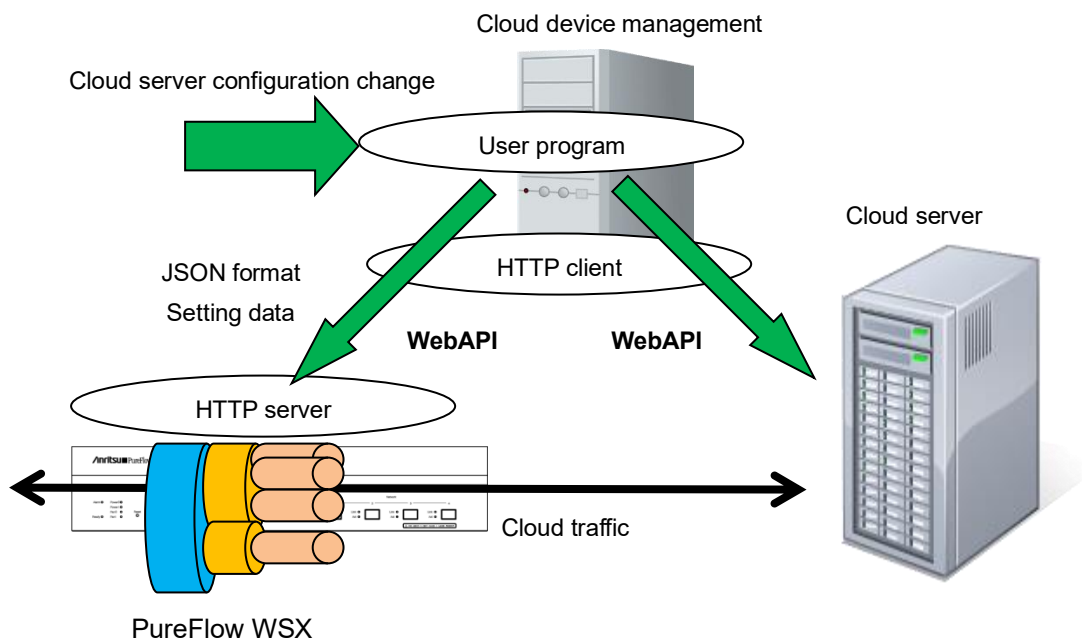 Cloud device management
Cloud server configuration change
User program
Cloud server
HTTP client
JSON format
Setting data
WebAPI WebAPI
HTTP server
Anritsu PureFlow
Cloud traffic
PureFlow WSX